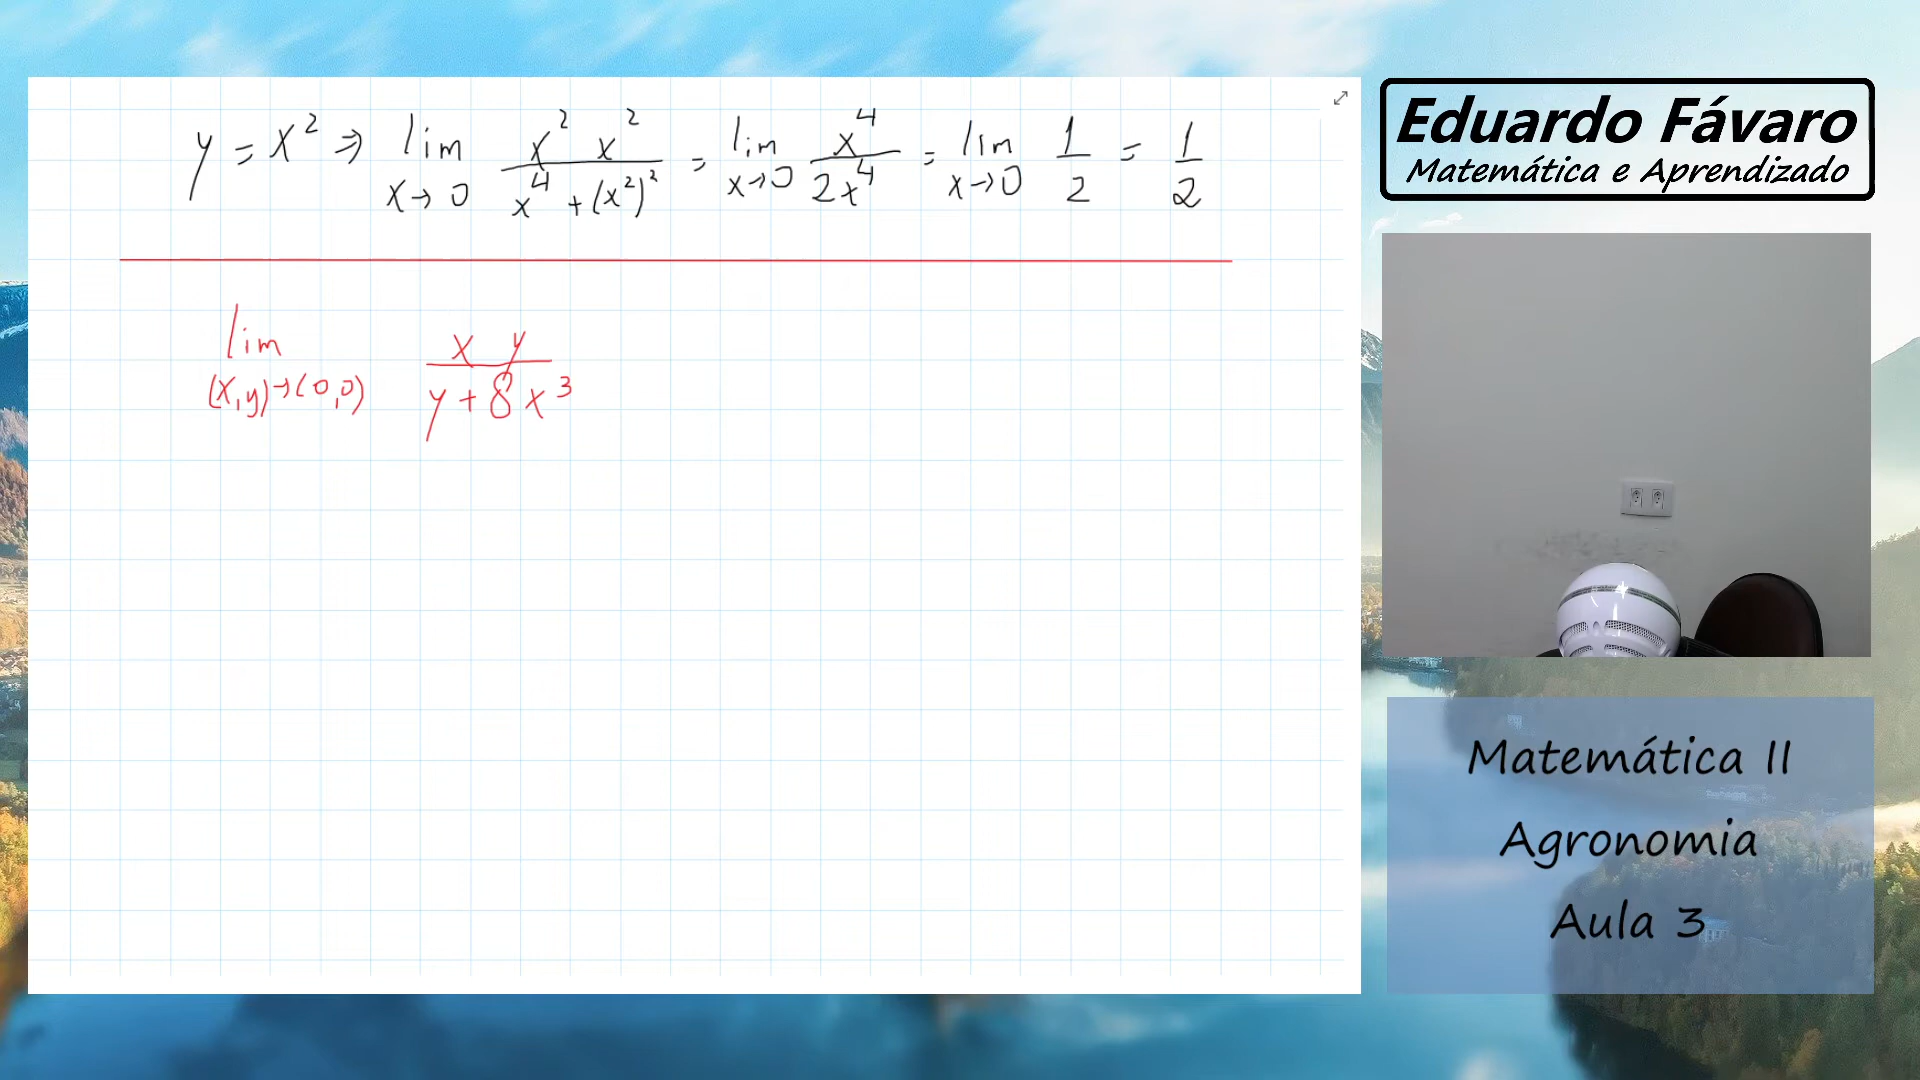 y = x² ⇒ lim x→0 x² x² / x⁴ + (x²)² = lim x→0 x⁴ / 2x⁴ = lim x→0 1/2 = 1/2
lim (x,y)→(0,0) x y / y + 8x³
Eduardo Fávaro
Matemática e Aprendizado
Matemática II
Agronomia
Aula 3